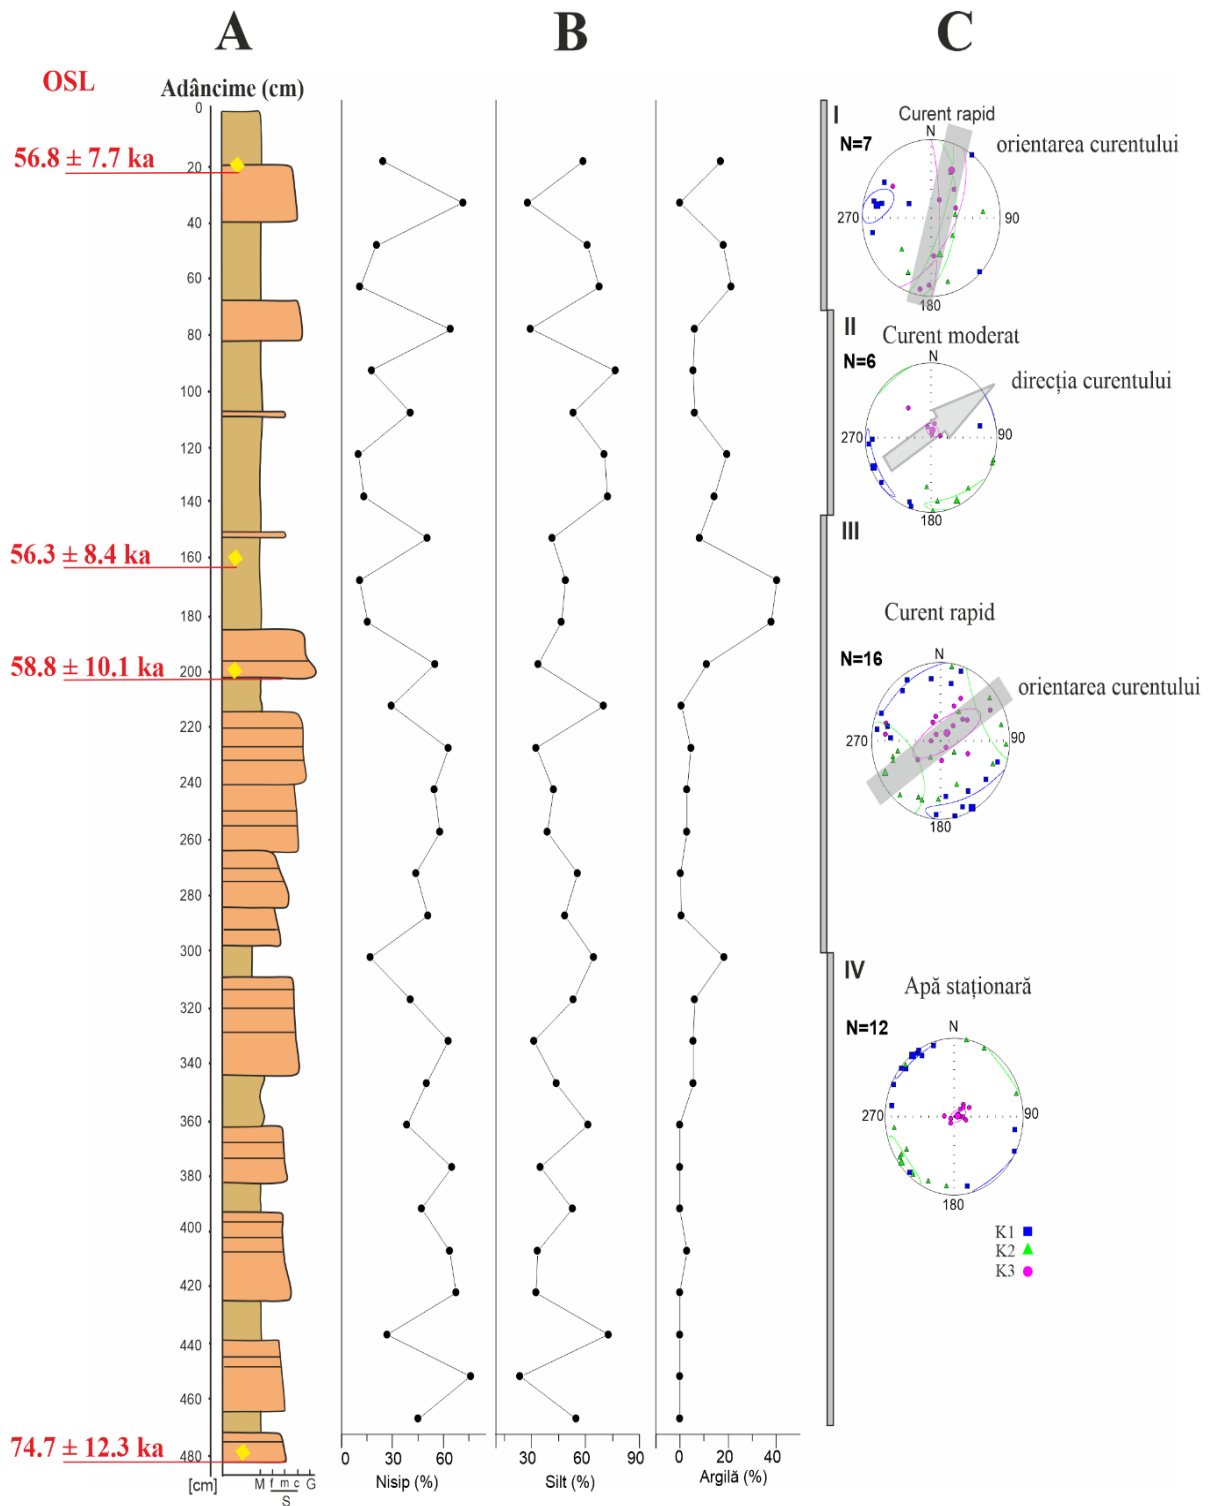 A
B
C
OSL
Adâncime (cm)
0
20
40
60
80
100
120
140
160
180
200
220
240
260
280
300
320
340
360
380
400
420
440
460
480
[cm]
M f m c G
S
56.8 ± 7.7 ka
56.3 ± 8.4 ka
58.8 ± 10.1 ka
74.7 ± 12.3 ka
0 30 60
Nisip (%)
30 60 90
Silt (%)
0 20 40
Argilă (%)
I
Curent rapid
N=7
N
orientarea curentului
270
90
180
II
Curent moderat
N=6
N
direcția curentului
270
90
180
III
Curent rapid
N=16
N
orientarea curentului
270
90
180
IV
Apă staționară
N=12
N
270
90
180
K1
K2
K3